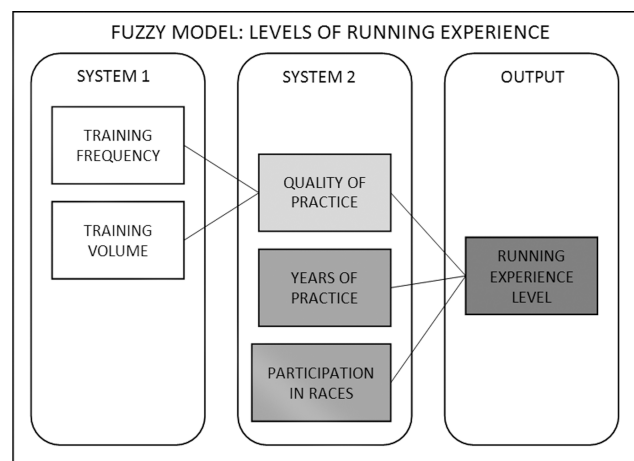 FUZZY MODEL: LEVELS OF RUNNING EXPERIENCE
SYSTEM 1
TRAINING
FREQUENCY
TRAINING
VOLUME
SYSTEM 2
QUALITY OF
PRACTICE
YEARS OF
PRACTICE
PARTICIPATION
IN RACES
OUTPUT
RUNNING
EXPERIENCE
LEVEL